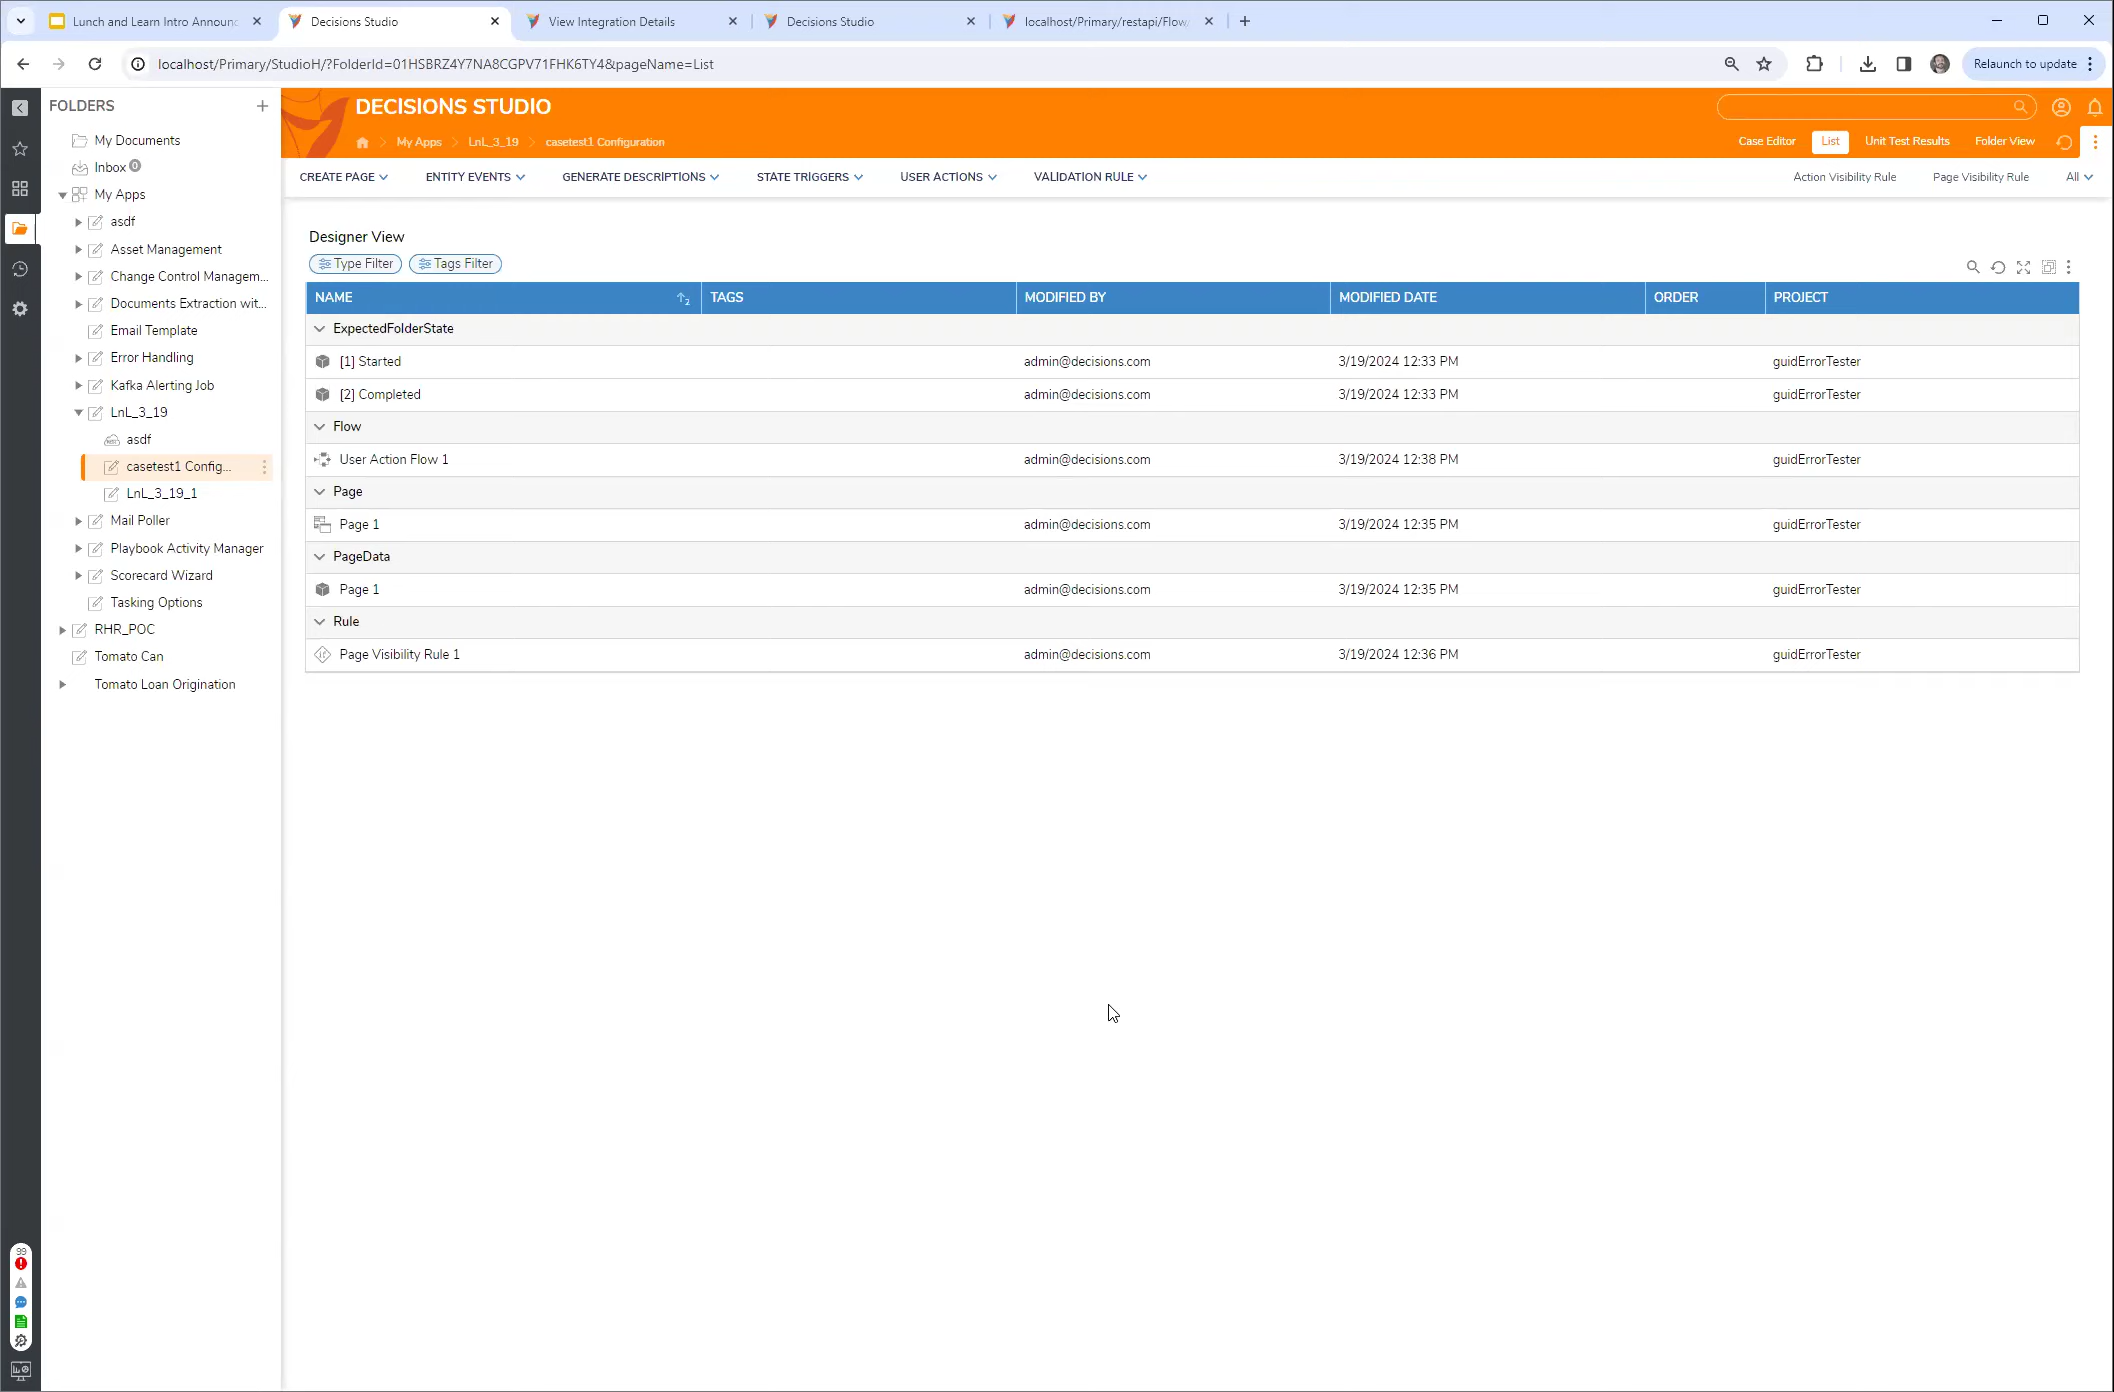 Lunch and Learn Intro Announc
Decisions Studio
View Integration Details
Decisions Studio
localhost/Primary/restapi/Flow
localhost/Primary/StudioH/?FolderId=01HSBRZ4Y7NA8CGPV71FHK6TY4&pageName=List
Relaunch to update
FOLDERS
My Documents
Inbox 0
My Apps
asdf
Asset Management
Change Control Managem...
Documents Extraction wit...
Email Template
Error Handling
Kafka Alerting Job
LnL_3_19
asdf
casetest1 Config...
LnL_3_19_1
Mail Poller
Playbook Activity Manager
Scorecard Wizard
Tasking Options
RHR_POC
Tomato Can
Tomato Loan Origination
99
DECISIONS STUDIO
My Apps > LnL_3_19 > casetest1 Configuration
Case Editor List Unit Test Results Folder View
CREATE PAGE ENTITY EVENTS GENERATE DESCRIPTIONS STATE TRIGGERS USER ACTIONS VALIDATION RULE Action Visibility Rule Page Visibility Rule All
Designer View
Type Filter Tags Filter
NAME TAGS MODIFIED BY MODIFIED DATE ORDER PROJECT
ExpectedFolderState
[1] Started admin@decisions.com 3/19/2024 12:33 PM guidErrorTester
[2] Completed admin@decisions.com 3/19/2024 12:33 PM guidErrorTester
Flow
User Action Flow 1 admin@decisions.com 3/19/2024 12:38 PM guidErrorTester
Page
Page 1 admin@decisions.com 3/19/2024 12:35 PM guidErrorTester
PageData
Page 1 admin@decisions.com 3/19/2024 12:35 PM guidErrorTester
Rule
Page Visibility Rule 1 admin@decisions.com 3/19/2024 12:36 PM guidErrorTester